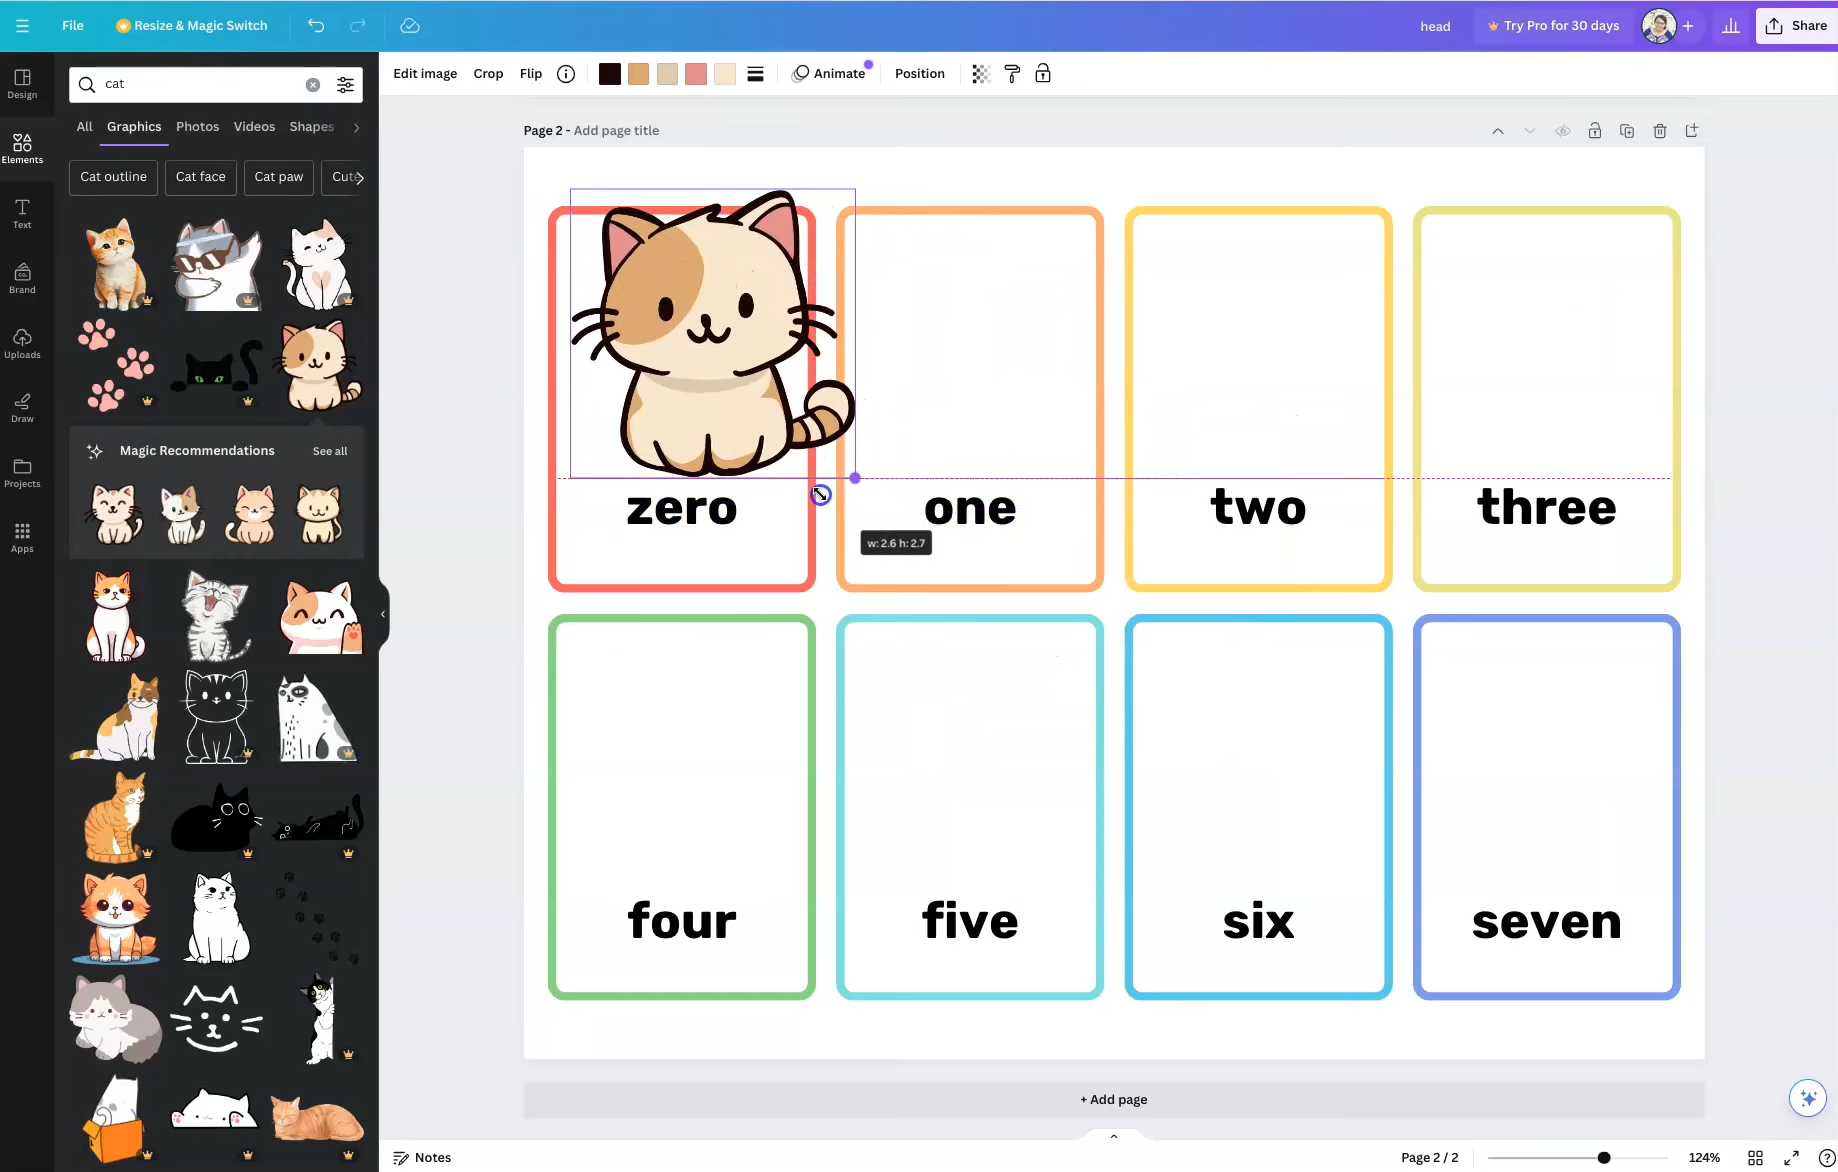 File
Resize & Magic Switch
head
Try Pro for 30 days
Share
Design
Elements
Text
CO.
Brand
Uploads
Draw
Projects
Apps
cat
All Graphics Photos Videos Shapes
Cat outline Cat face Cat paw Cute
Magic Recommendations See all
Edit image Crop Flip Animate Position
Page 2 - Add page title
zero one two three
w: 2.6 h: 2.7
four five six seven
+ Add page
Notes
Page 2 / 2 124%